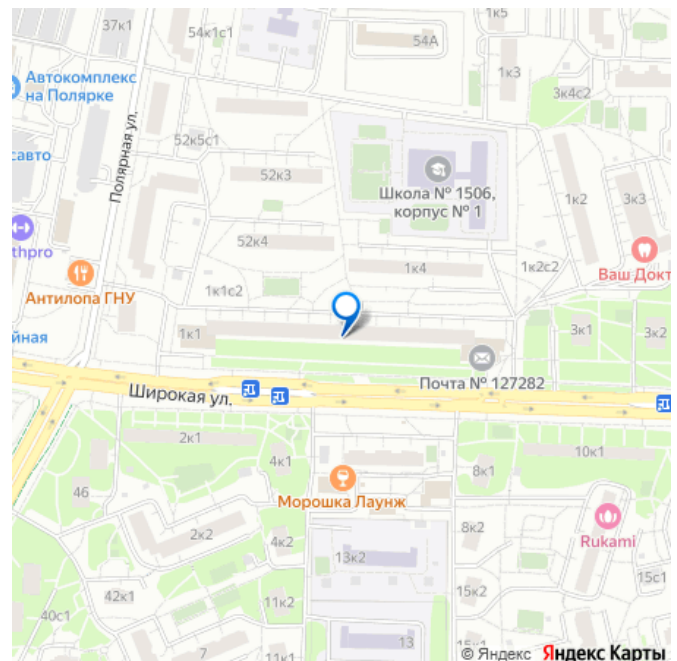 37к1
54к1с1
54А
1к5
1к3
3к4с2
Автокомплекс
на Полярке
савто
Полярная ул.
52к5с1
52к3
Школа № 1506,
корпус № 1
1к2
3к3
thpro
52к4
1к4
1к2с2
Ваш Докт
Антилопа ГНУ
1к1с2
йная
1к1
3к1
3к2
Почта № 127282
Широкая ул.
2к1
4к1
8к1
10к1
46
Морошка Лаунж
2к2
4к2
8к2
Rukami
13к2
42к1
11к2
15к2
15с1
40с1
7
11к1
13
© Яндекс Яндекс Карты